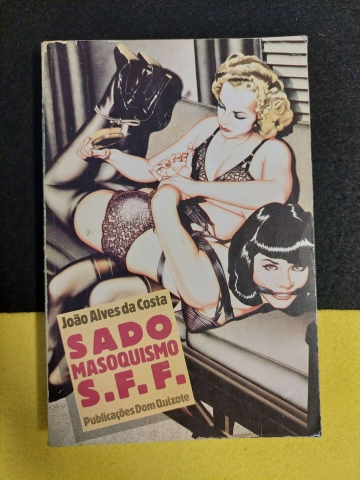 João Alves da Costa
SADO
MASOQUISMO
S.F.F.
Publicações Dom Quixote